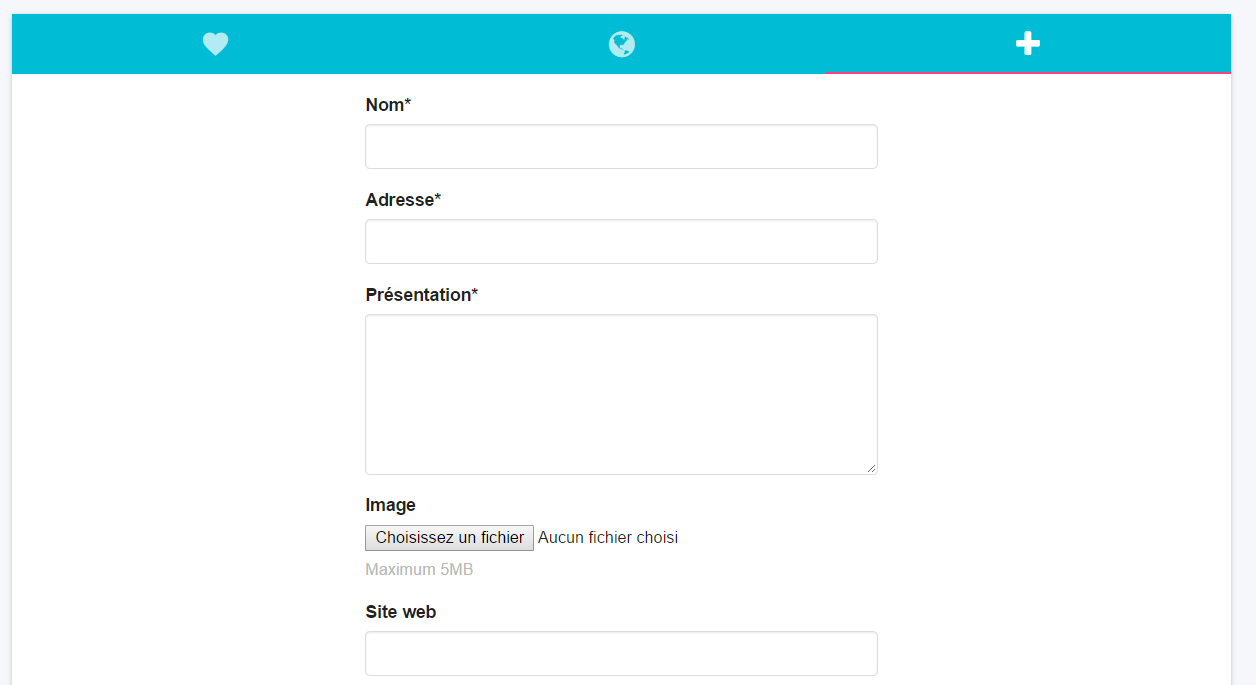 Nom*
Adresse*
Présentation*
Image
Choisissez un fichier Aucun fichier choisi
Maximum 5MB
Site web